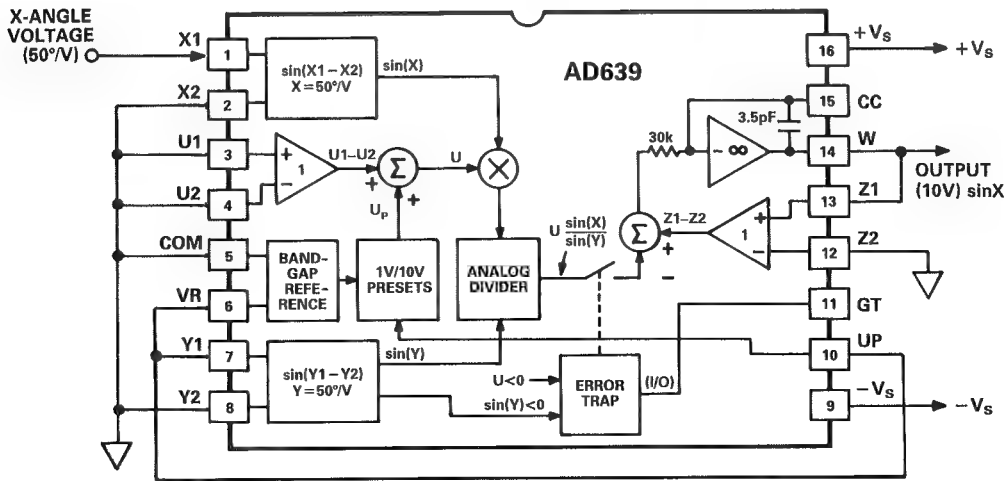 X-ANGLE
VOLTAGE
(50°/V)
X1
1
X2
2
U1
3
U2
4
COM
5
VR
6
Y1
7
Y2
8
sin(X1–X2)
X=50°/V
sin(X)
+
–
1
U1–U2
+
Σ
+
U
UP
×
BAND-
GAP
REFE-
RENCE
1V/10V
PRESETS
ANALOG
DIVIDER
sin(Y1–Y2)
Y=50°/V
sin(Y)
U<0
sin(Y)<0
ERROR
TRAP
(I/O)
U sin(X)
sin(Y)
AD639
30k
– ∞
3.5pF
Σ
Z1–Z2
+
–
1
+
–
16
+VS
+VS
15
CC
14
W
OUTPUT
(10V) sinX
13
Z1
12
Z2
11
GT
10
UP
9
–VS
–VS